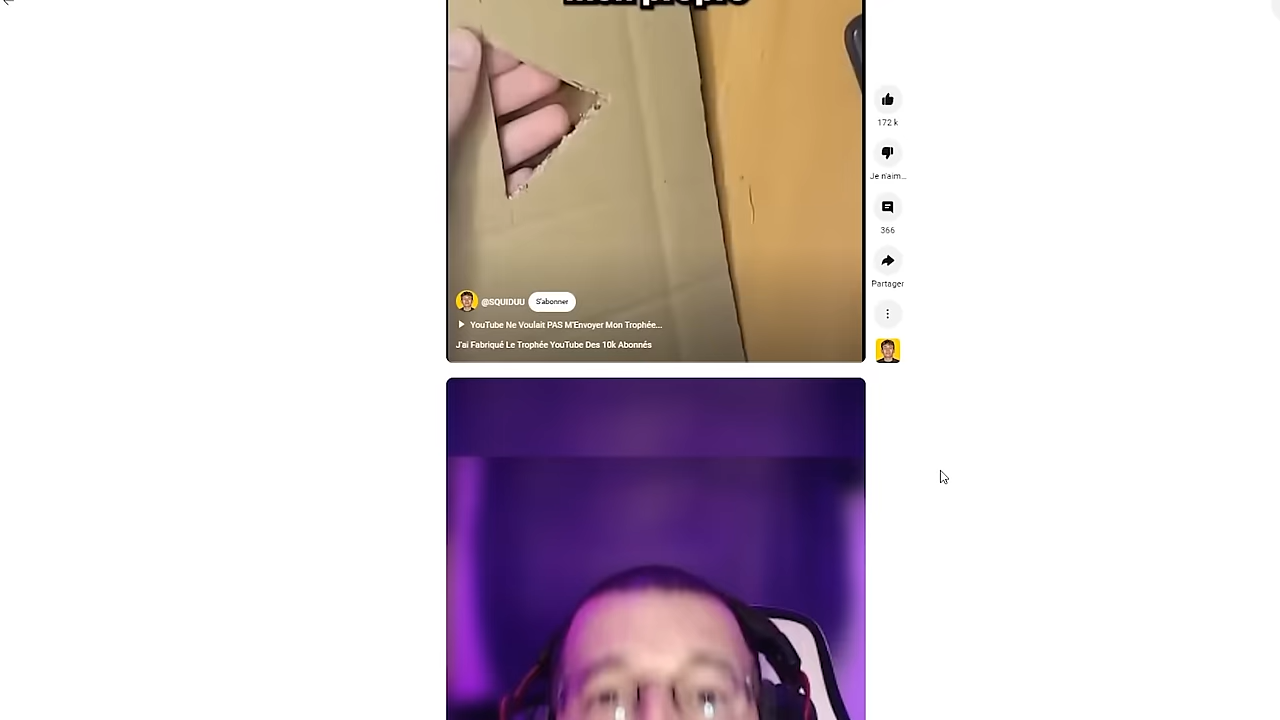 172 k
Je n'aim...
366
Partager
@SQUIDUU
S'abonner
YouTube Ne Voulait PAS M'Envoyer Mon Trophée...
J'ai Fabriqué Le Trophée YouTube Des 10k Abonnés